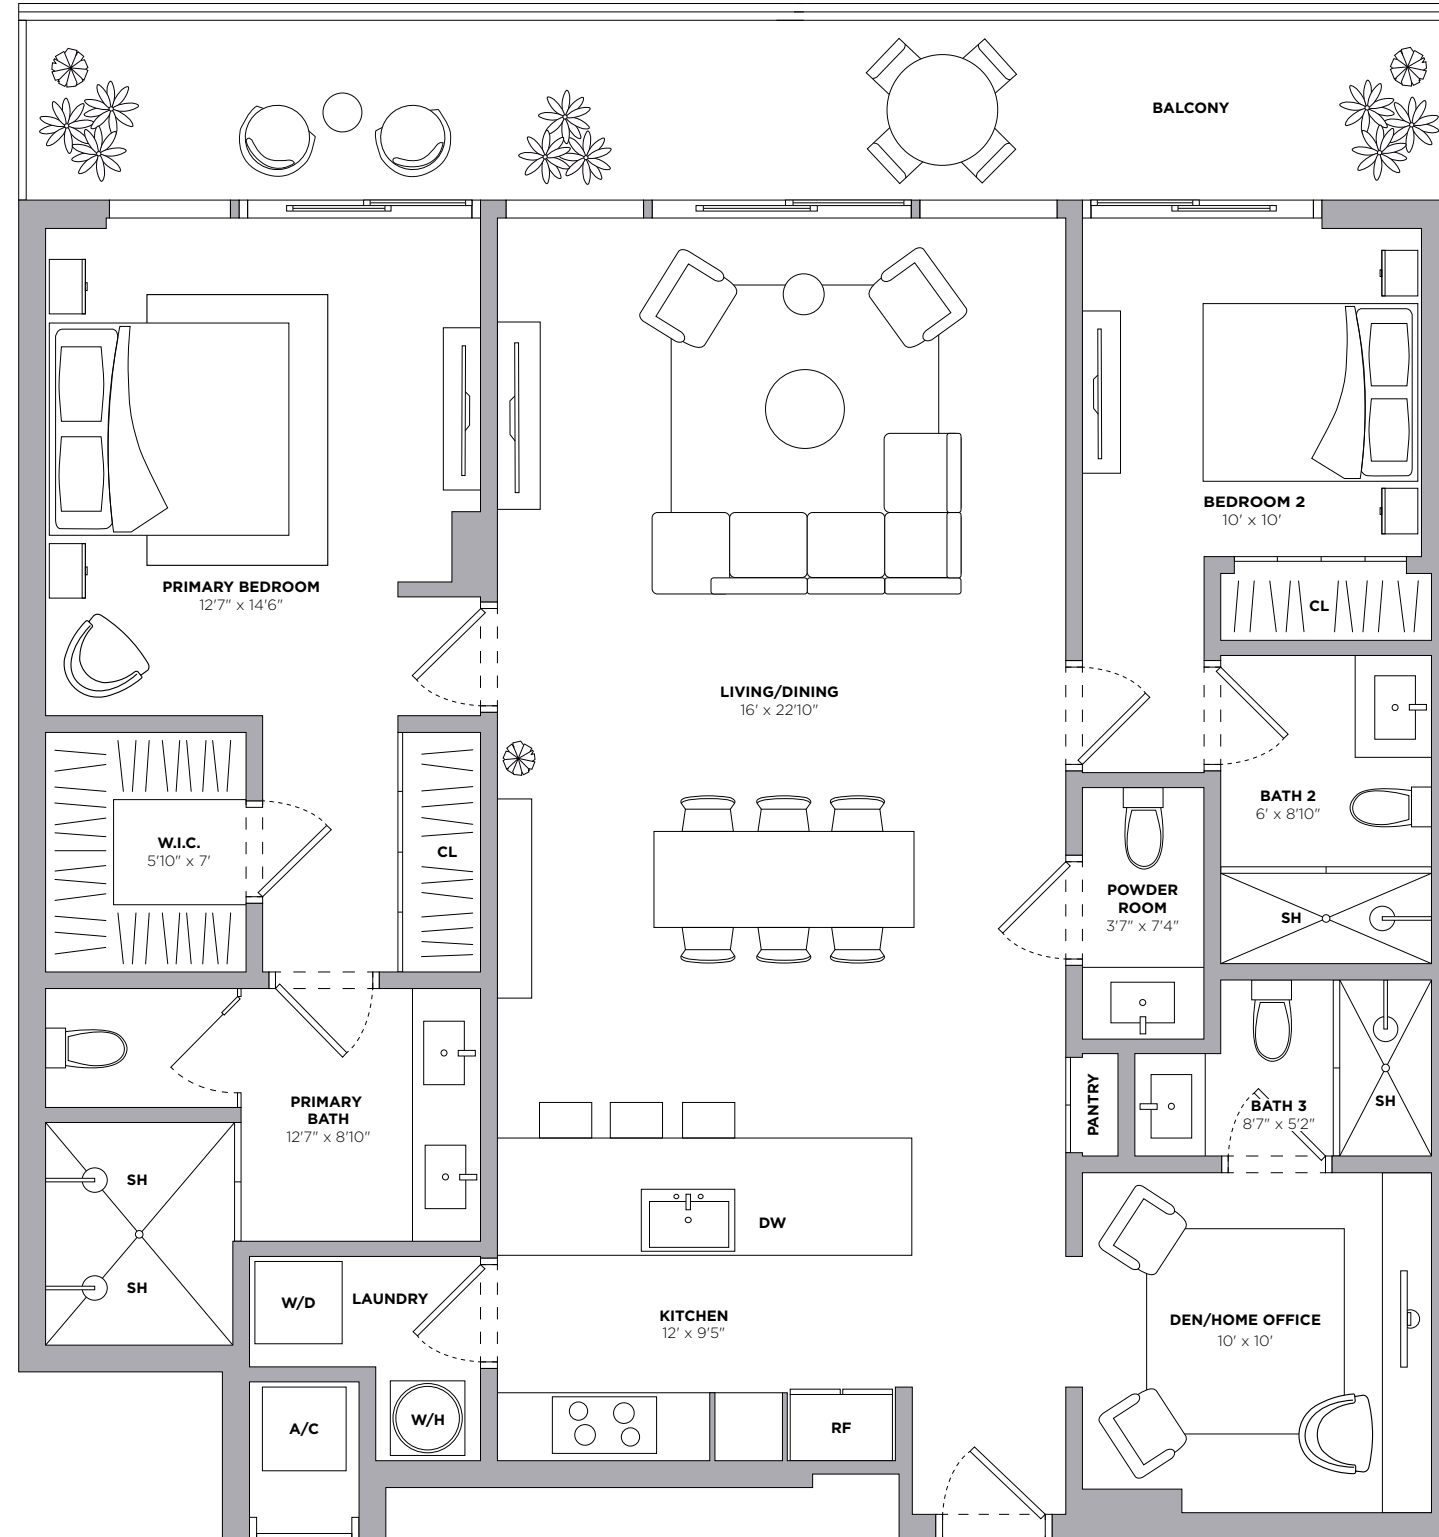 BALCONY
BEDROOM 2
10' x 10'
PRIMARY BEDROOM
12'7" x 14'6"
CL
LIVING/DINING
16' x 22'10"
BATH 2
6' x 8'10"
W.I.C.
5'10" x 7'
CL
POWDER
ROOM
3'7" x 7'4"
SH
PRIMARY
BATH
12'7" x 8'10"
PANTRY
BATH 3
8'7" x 5'2"
SH
SH
SH
DW
W/D
LAUNDRY
KITCHEN
12' x 9'5"
DEN/HOME OFFICE
10' x 10'
A/C
W/H
RF